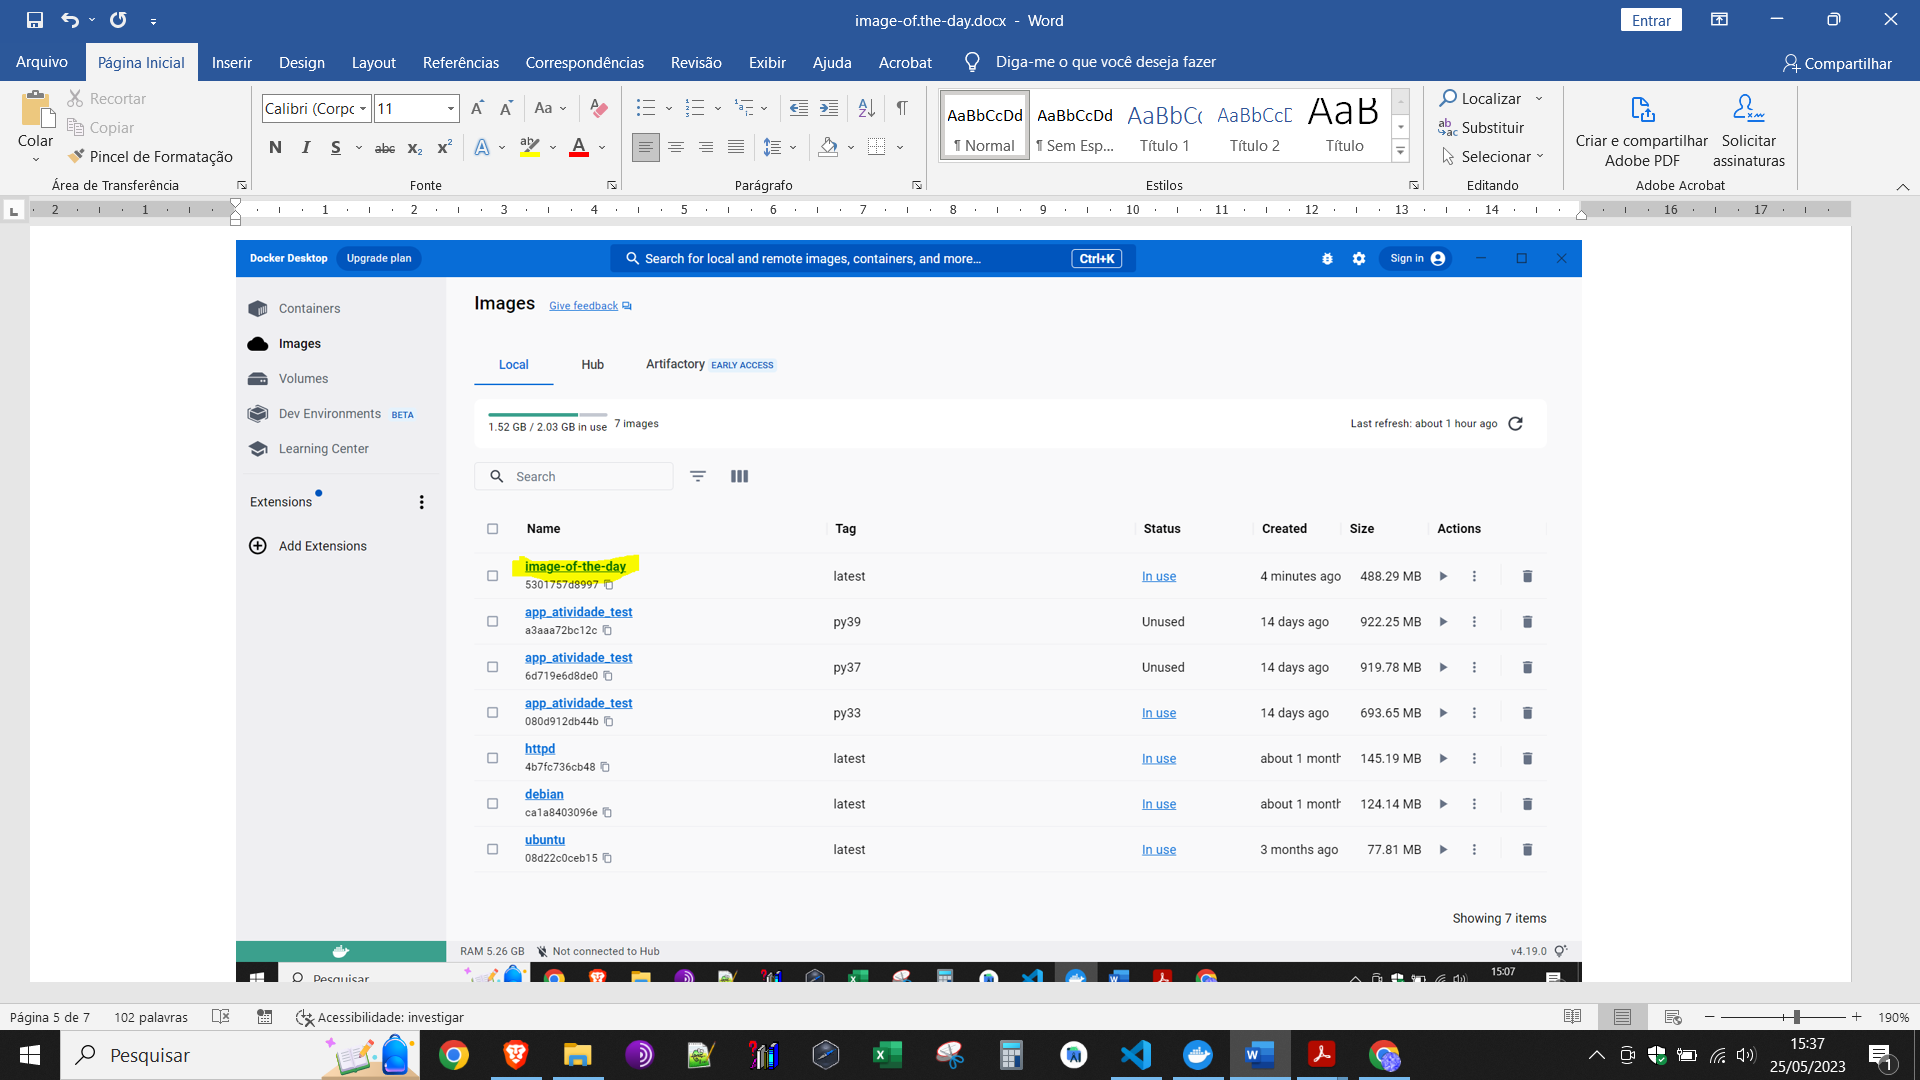 image-of.the-day.docx - Word
Entrar
Arquivo Página Inicial Inserir Design Layout Referências Correspondências Revisão Exibir Ajuda Acrobat Diga-me o que você deseja fazer Compartilhar
Colar
Recortar
Copiar
Pincel de Formatação
Área de Transferência
Calibri (Corpo 11
Aa
N I S abc x₂ x² A ab A
Fonte
Parágrafo
AaBbCcDd AaBbCcDd AaBbCc AaBbCcD AaB
¶ Normal ¶ Sem Esp... Título 1 Título 2 Título
Estilos
Localizar
Substituir
Selecionar
Editando
Criar e compartilhar Adobe PDF
Solicitar assinaturas
Adobe Acrobat
2 1 1 2 3 4 5 6 7 8 9 10 11 12 13 14 16 17
Docker Desktop Upgrade plan Search for local and remote images, containers, and more... Ctrl+K Sign in
Containers
Images
Volumes
Dev Environments BETA
Learning Center
Extensions
Add Extensions
Images Give feedback
Local Hub Artifactory EARLY ACCESS
1.52 GB / 2.03 GB in use 7 images Last refresh: about 1 hour ago
Search
Name Tag Status Created Size Actions
image-of-the-day
5301757d8997 latest In use 4 minutes ago 488.29 MB
app_atividade_test
a3aaa72bc12c py39 Unused 14 days ago 922.25 MB
app_atividade_test
6d719e6d8de0 py37 Unused 14 days ago 919.78 MB
app_atividade_test
080d912db44b py33 In use 14 days ago 693.65 MB
httpd
4b7fc736cb48 latest In use about 1 month 145.19 MB
debian
ca1a8403096e latest In use about 1 month 124.14 MB
ubuntu
08d22c0ceb15 latest In use 3 months ago 77.81 MB
Showing 7 items
RAM 5.26 GB Not connected to Hub v4.19.0
Pesquisar 15:07
Página 5 de 7 102 palavras Acessibilidade: investigar 190%
Pesquisar
15:37
25/05/2023
1